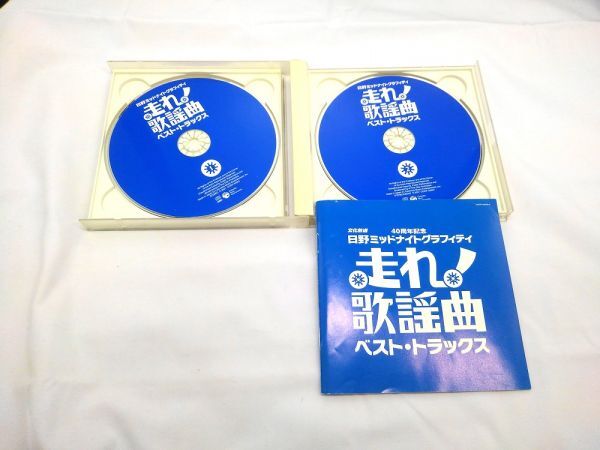 日野ミッドナイトグラフィティ
走れ!
歌謡曲
ベスト・トラックス
1
日野ミッドナイトグラフィティ
走れ!
歌謡曲
ベスト・トラックス
文化放送 40周年記念
日野ミッドナイトグラフィティ
走れ!
歌謡曲
ベスト・トラックス